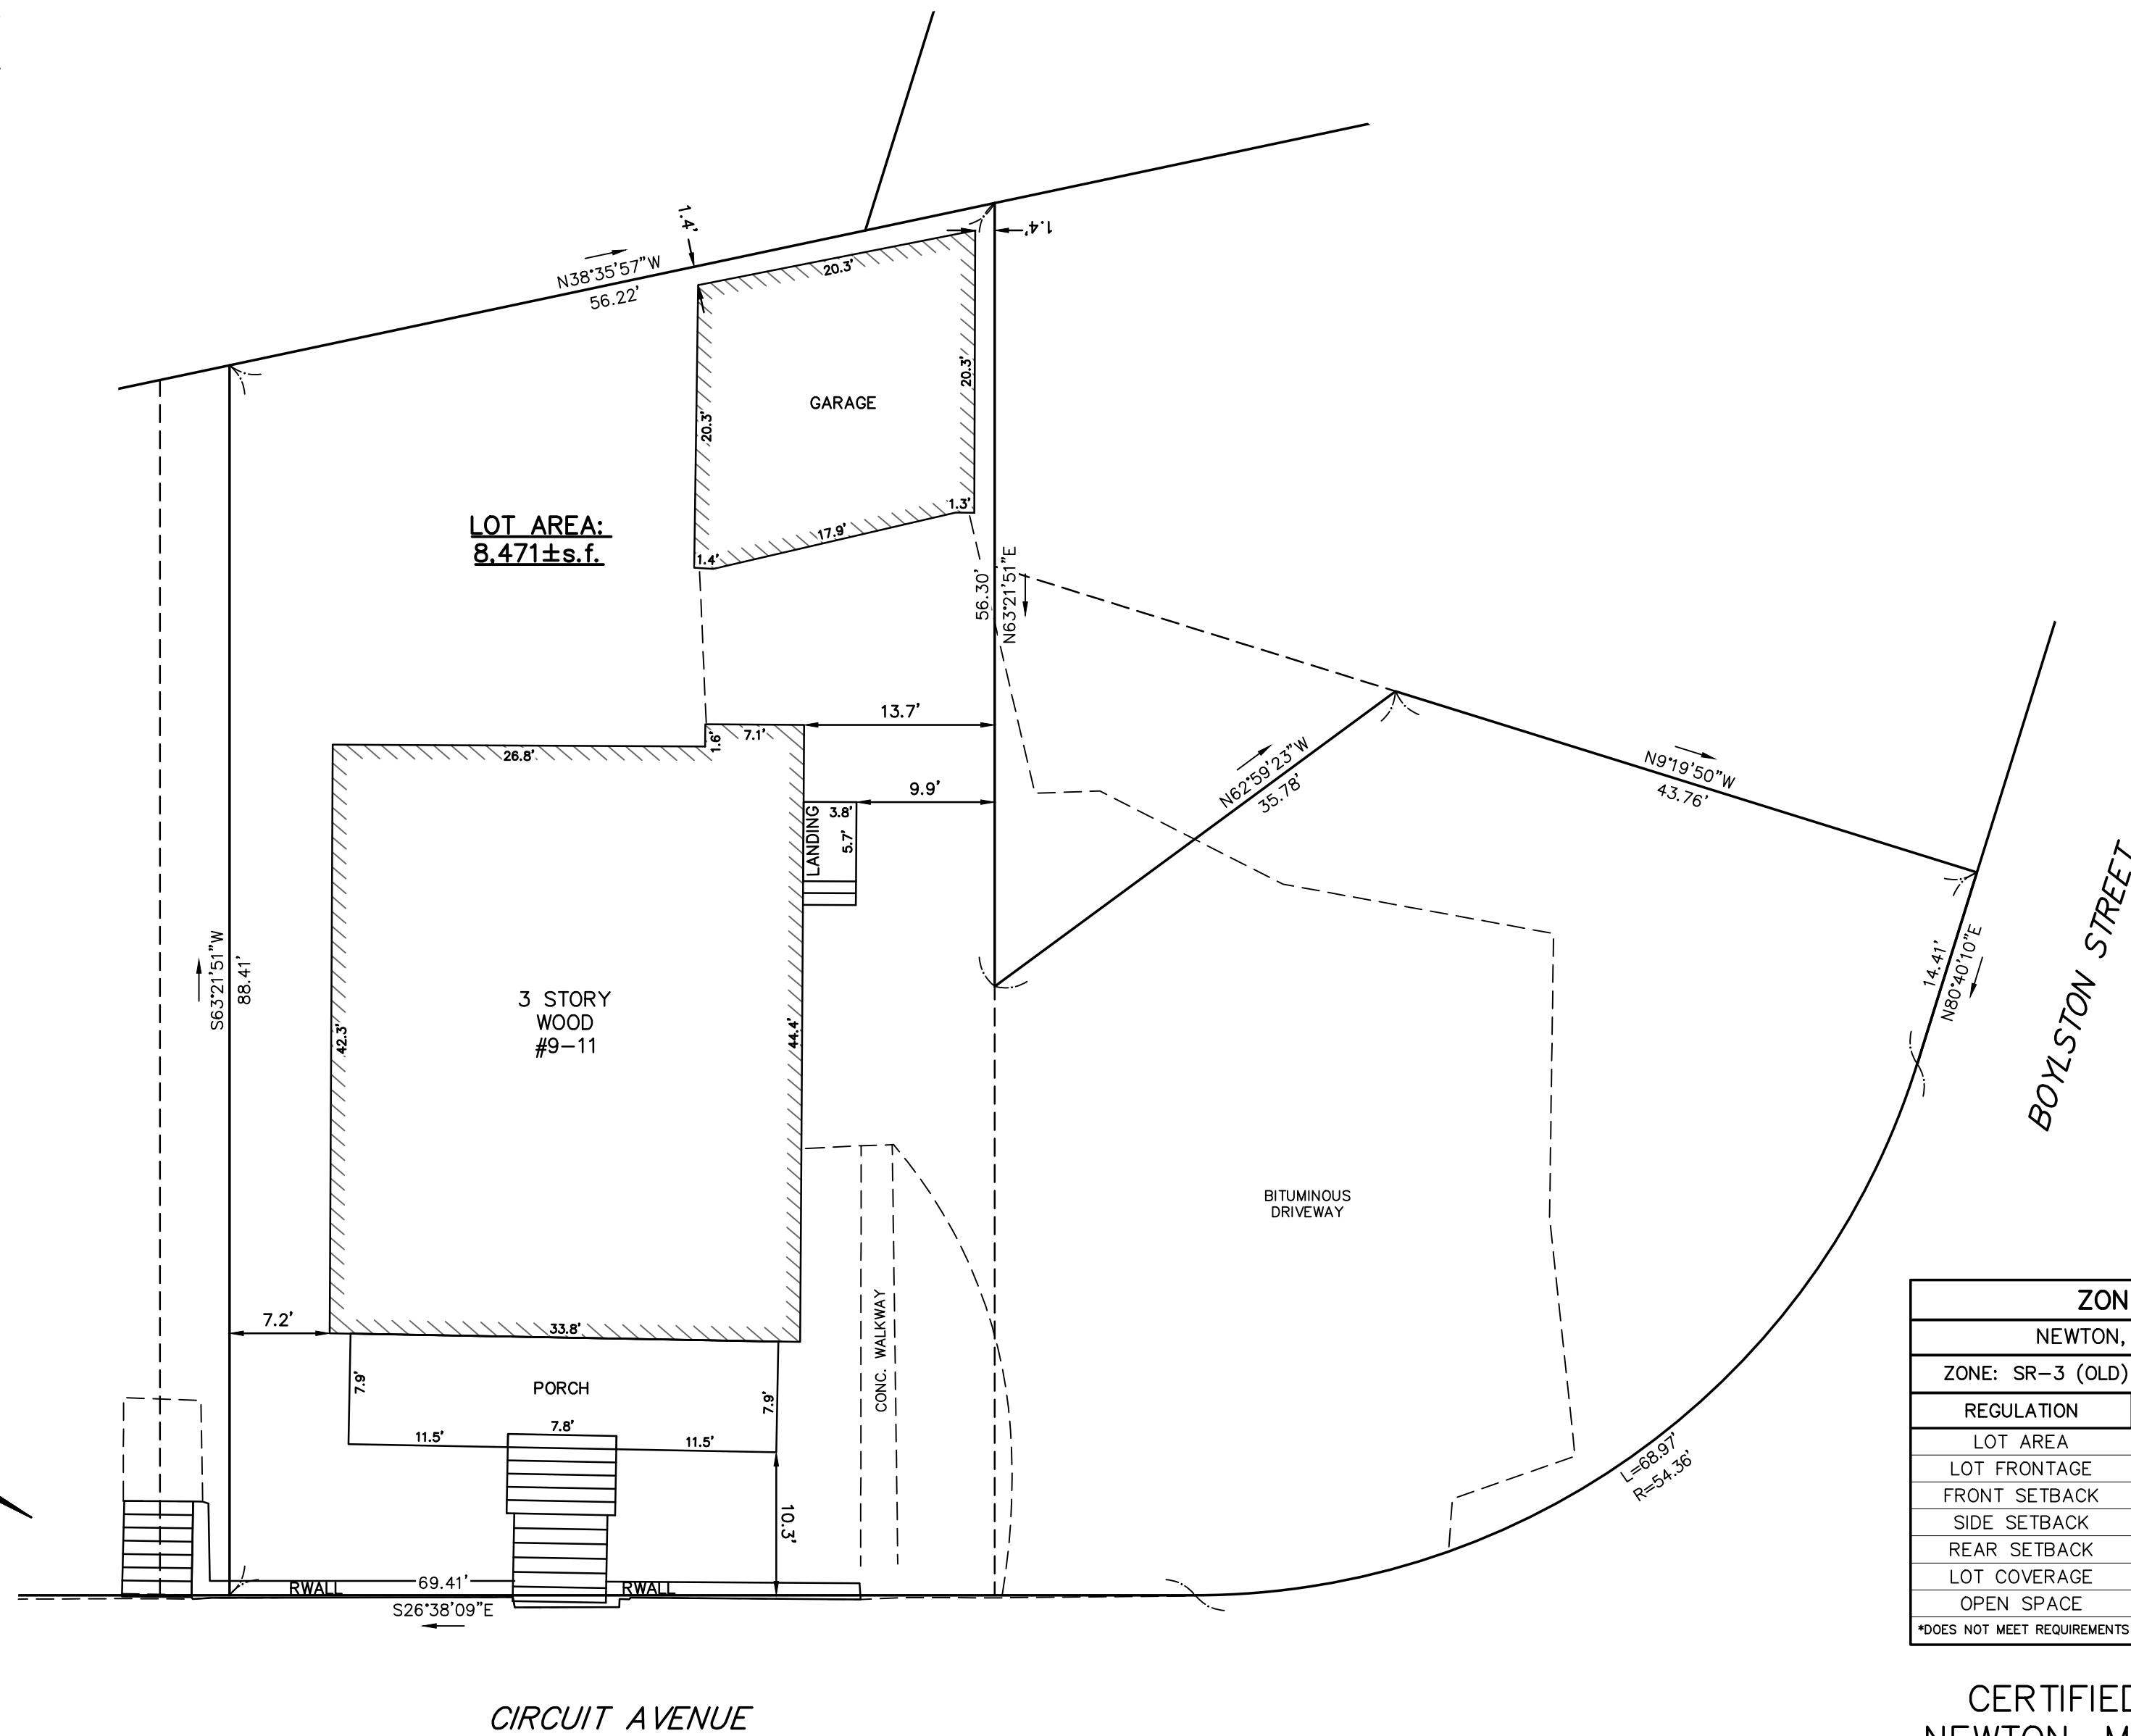 1.4'
1.4'
N38°35'57"W
56.22'
20.3'
20.3'
20.3'
GARAGE
1.3'
17.9'
1.4'
LOT AREA:
8,471±s.f.
56.30'
N63°21'51"E
13.7'
7.1'
1.6'
26.8'
9.9'
LANDING
3.8'
5.7'
N62°59'23"W
35.78'
N9°19'50"W
43.76'
BOYLSTON STREET
14.41'
N80°40'10"E
S63°21'51"W
88.41'
3 STORY
WOOD
#9-11
42.3'
44.4'
BITUMINOUS
DRIVEWAY
7.2'
33.8'
CONC. WALKWAY
7.9'
PORCH
7.9'
11.5'
7.8'
11.5'
10.3'
L=68.97'
R=54.36'
RWALL
69.41'
RWALL
S26°38'09"E
CIRCUIT AVENUE
ZON
NEWTON,
ZONE: SR-3 (OLD)
REGULATION
LOT AREA
LOT FRONTAGE
FRONT SETBACK
SIDE SETBACK
REAR SETBACK
LOT COVERAGE
OPEN SPACE
*DOES NOT MEET REQUIREMENTS
CERTIFIED
NEWTON, M